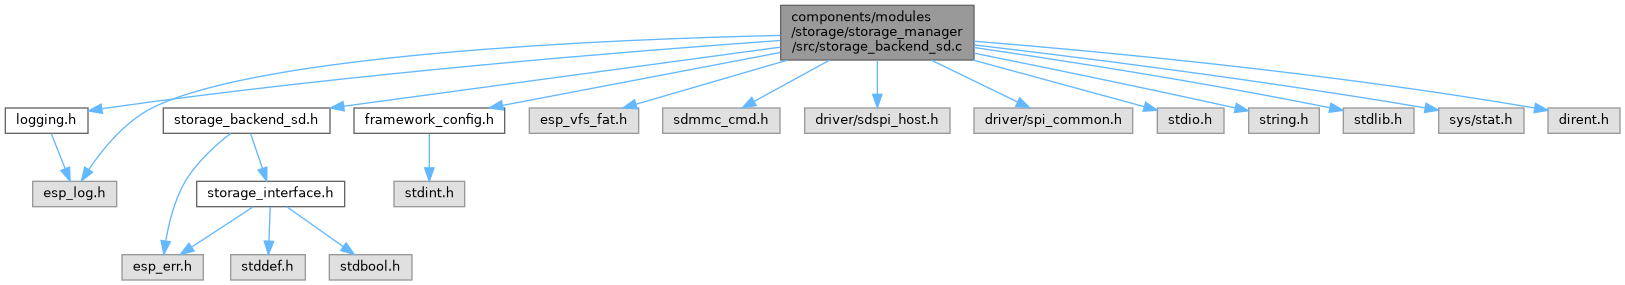 components/modules
/storage/storage_manager
/src/storage_backend_sd.c
logging.h
storage_backend_sd.h
framework_config.h
esp_vfs_fat.h
sdmmc_cmd.h
driver/sdspi_host.h
driver/spi_common.h
stdio.h
string.h
stdlib.h
sys/stat.h
dirent.h
esp_log.h
storage_interface.h
stdint.h
esp_err.h
stddef.h
stdbool.h